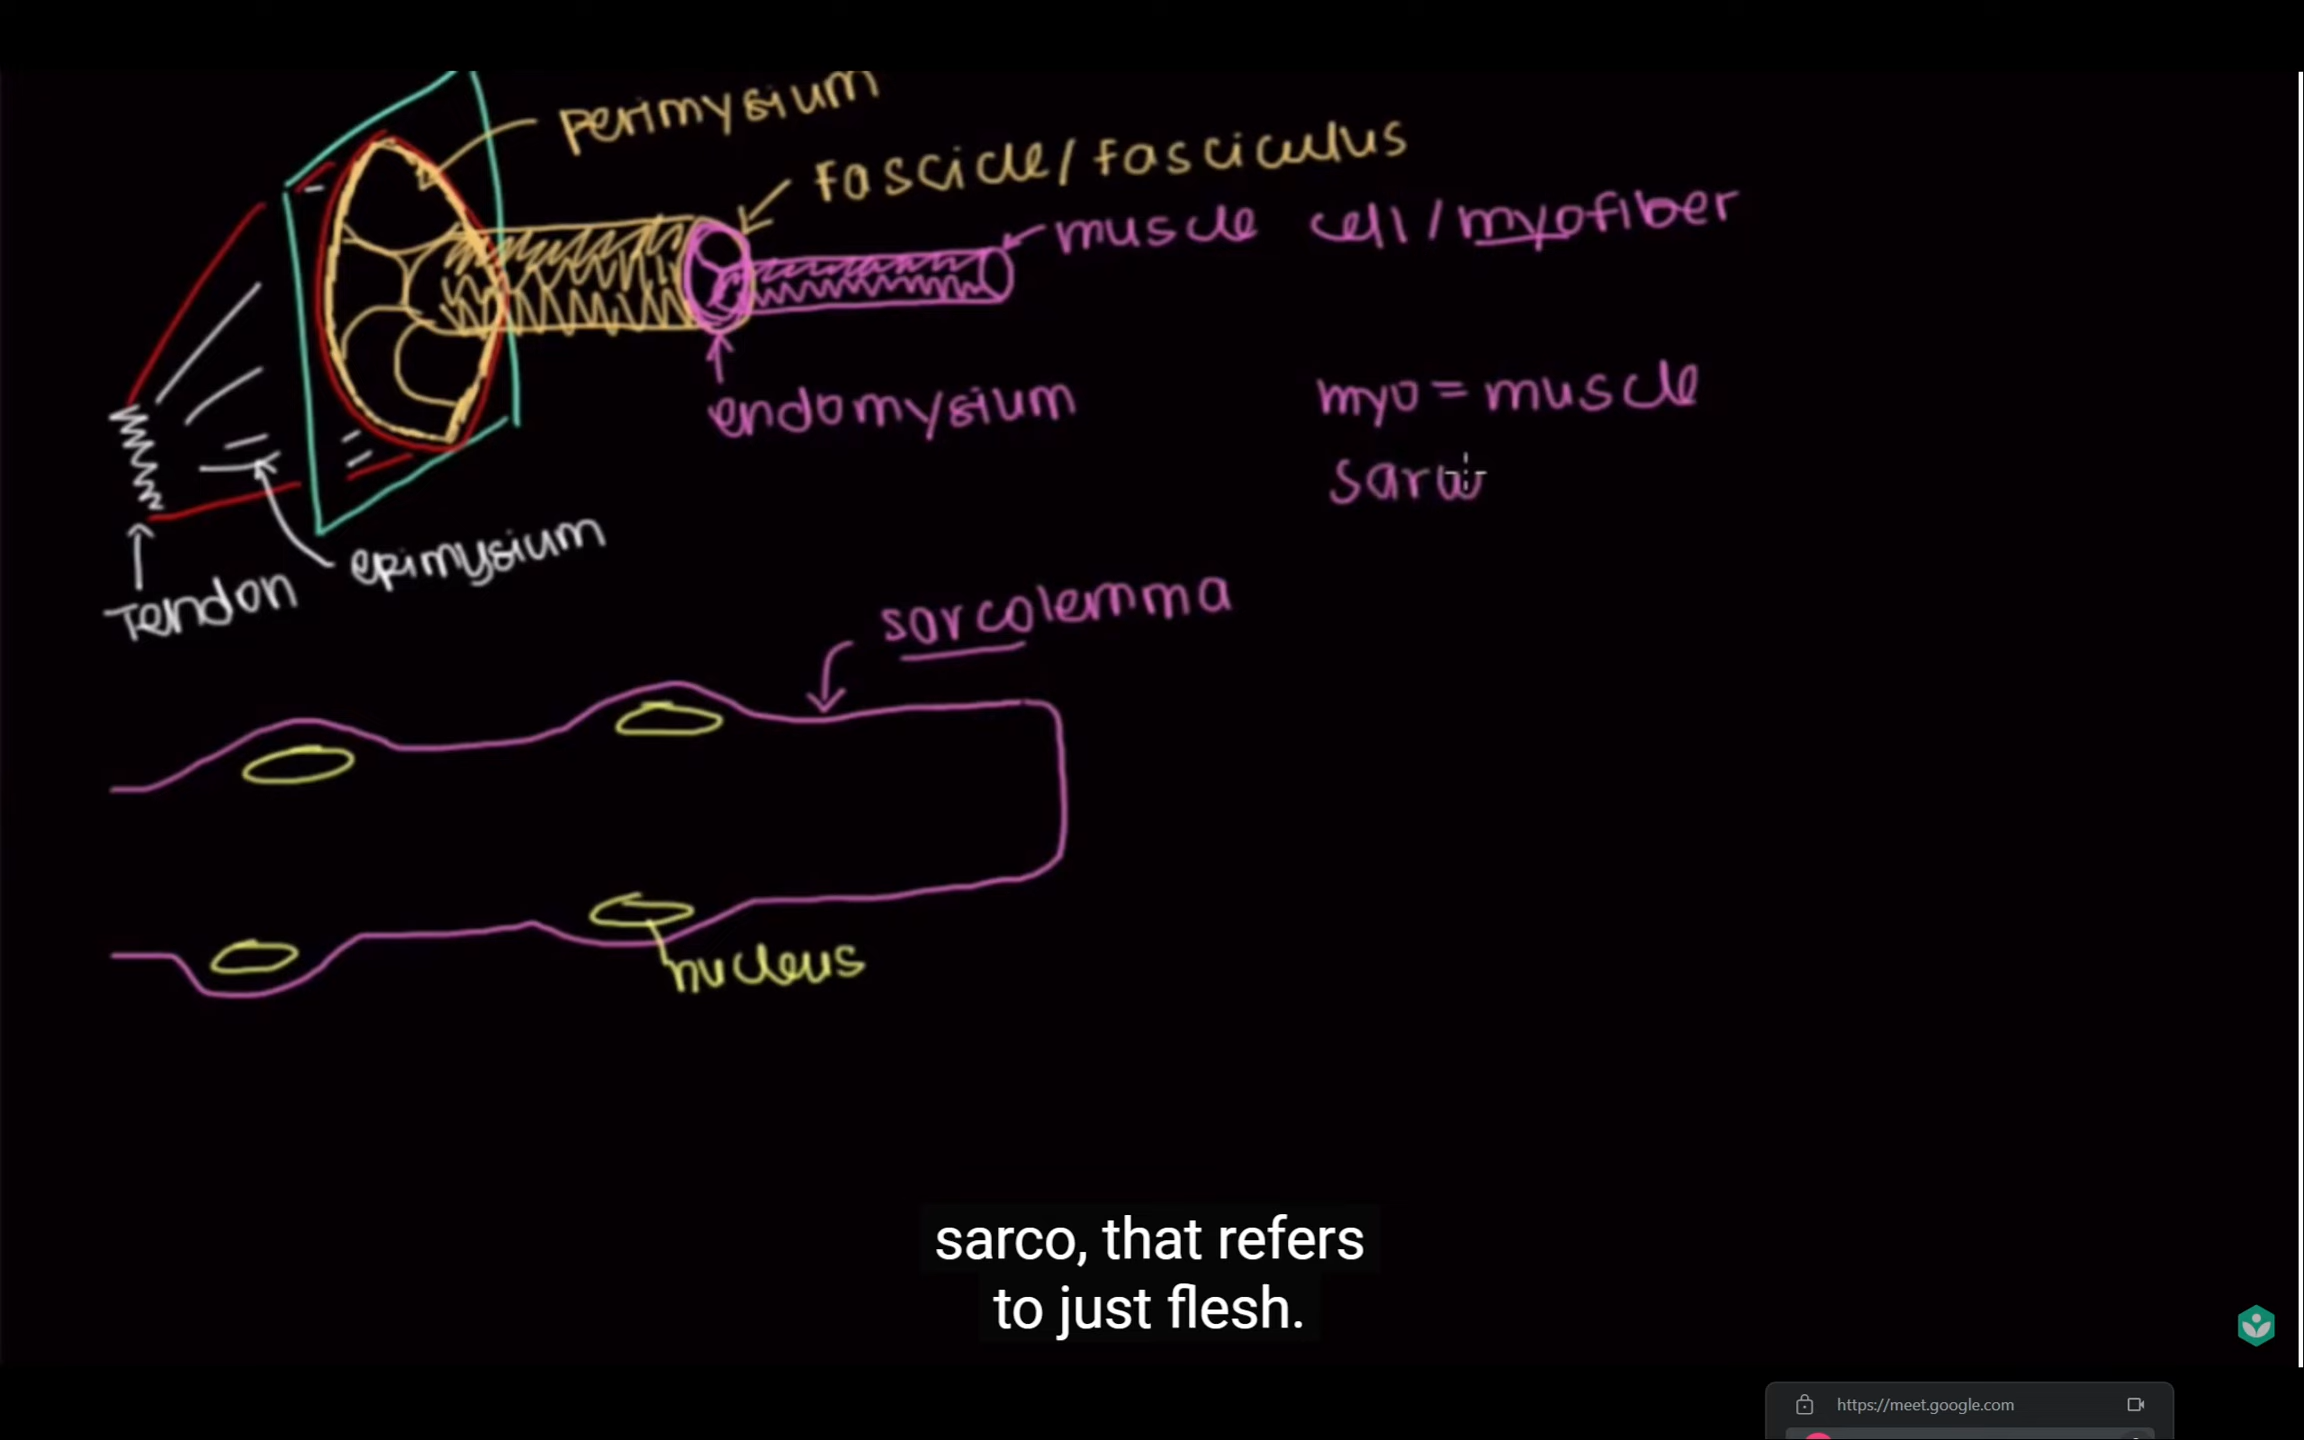 perimysium
fascicle/fasciculus
muscle cell/myofiber
endomysium
myo=muscle
sarco
epimysium
Tendon
sarcolemma
nucleus
sarco, that refers
to just flesh.
https://meet.google.com